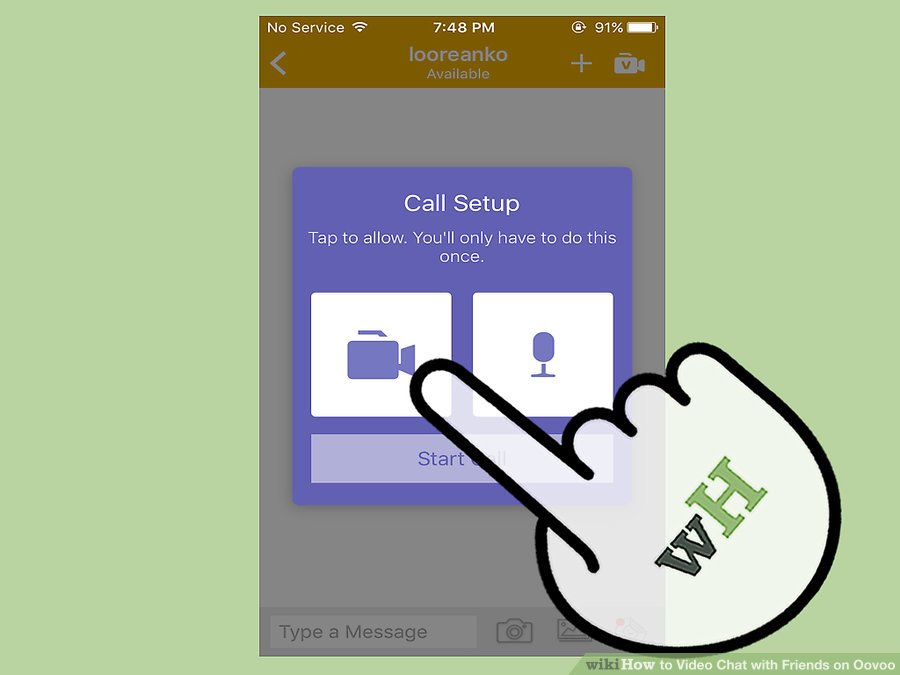 No Service 7:48 PM 91%
looreanko
Available
V
Call Setup
Tap to allow. You'll only have to do this
once.
Start Call
wH
Type a Message
wikiHow to Video Chat with Friends on Oovoo